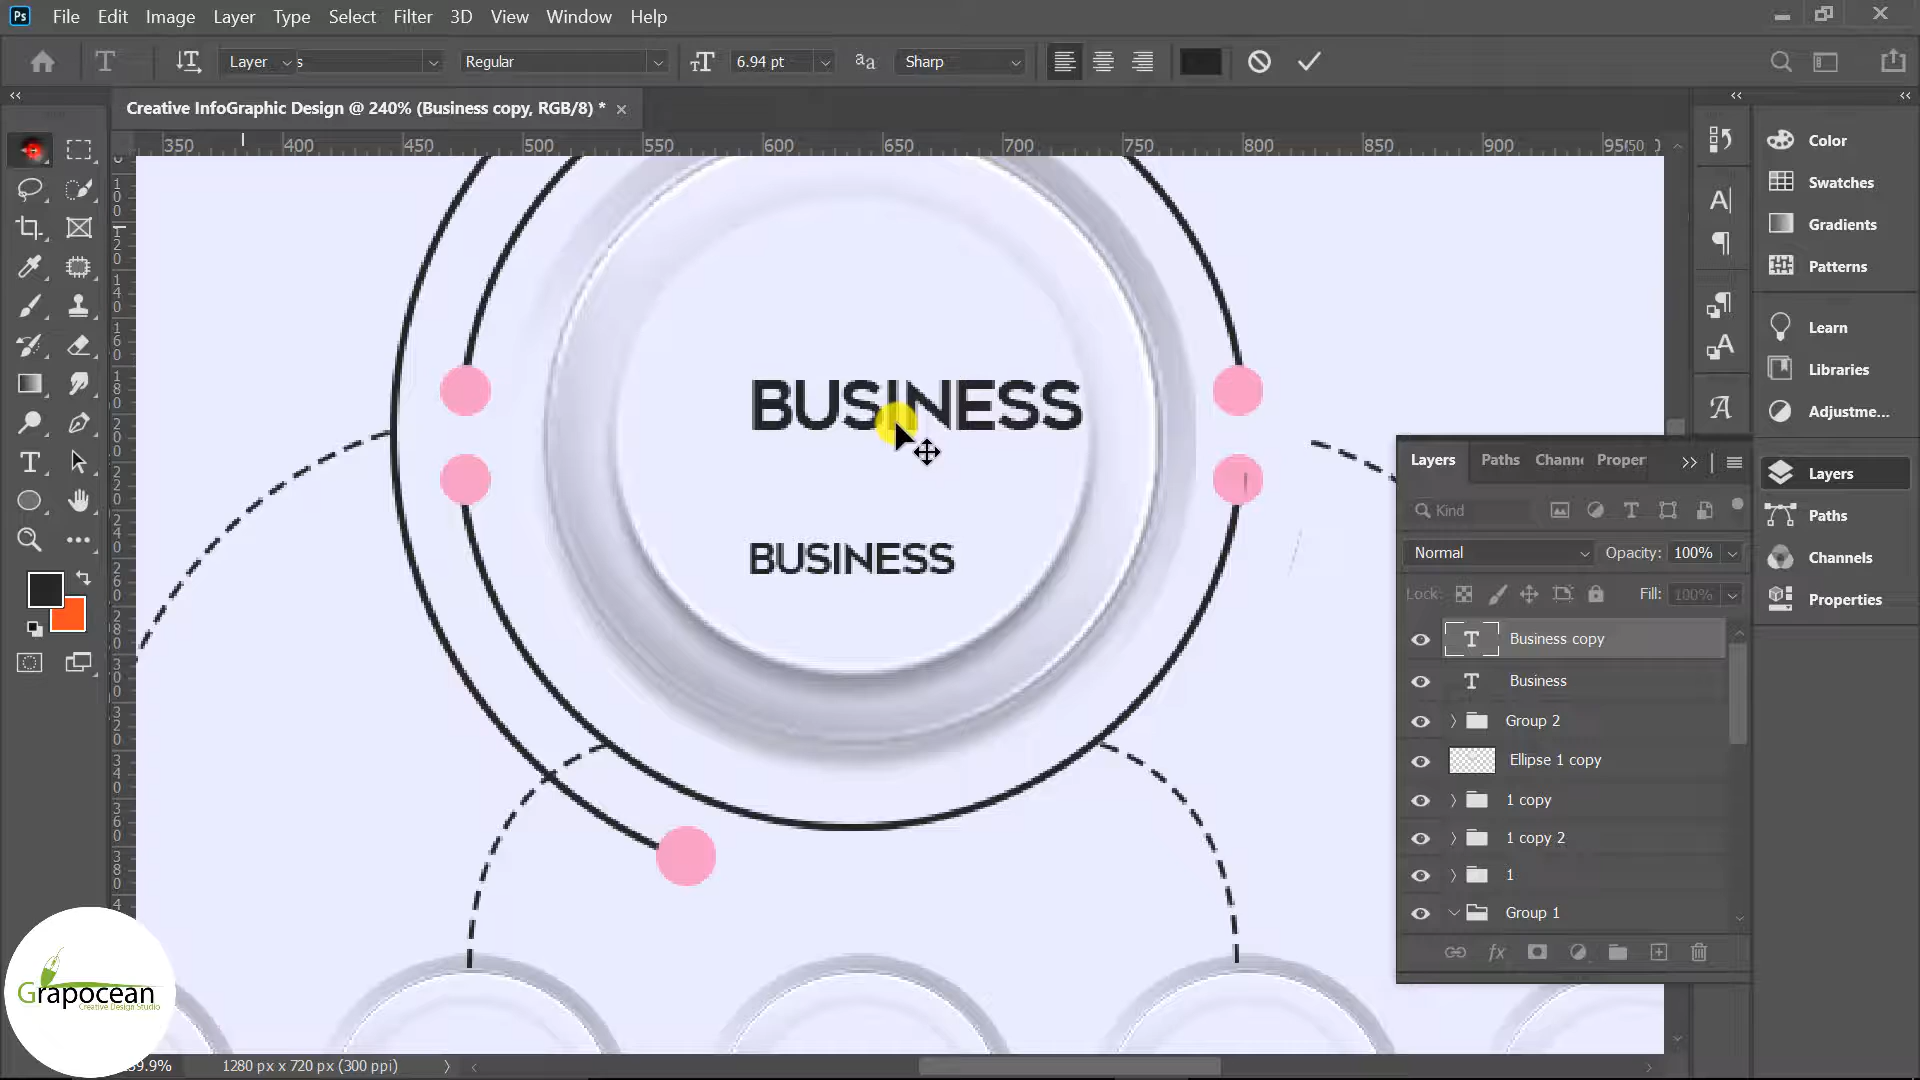 Ps File Edit Image Layer Type Select Filter 3D View Window Help
Layer s Regular 6.94 pt Sharp
Creative InfoGraphic Design @ 240% (Business copy, RGB/8) *
350 400 450 500 550 600 650 700 750 800 850 900
BUSINESS
BUSINESS
Color
Swatches
Gradients
Patterns
Learn
Libraries
Adjustme...
Layers
Paths
Channels
Properties
Layers Paths Chann Proper
Kind
Normal Opacity: 100%
Lock: Fill: 100%
Business copy
Business
Group 2
Ellipse 1 copy
1 copy
1 copy 2
1
Group 1
Grapocean
Creative Design Studio
1280 px x 720 px (300 ppi)